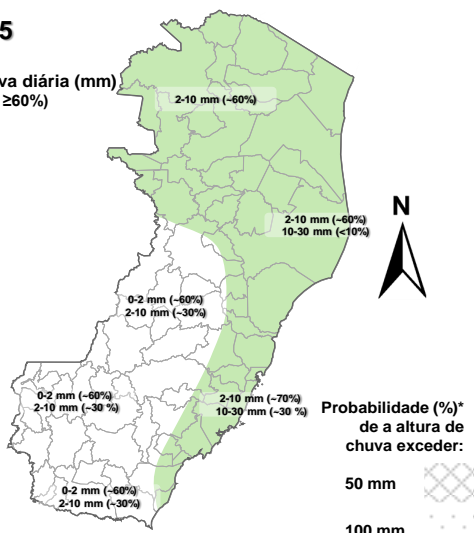 5
va diária (mm)
≥60%)
2-10 mm (~60%)
2-10 mm (~60%)
10-30 mm (<10%)
N
0-2 mm (~60%)
2-10 mm (~30%)
0-2 mm (~60%)
2-10 mm (~30 %)
2-10 mm (~70%)
10-30 mm (~30 %)
Probabilidade (%)*
de a altura de
chuva exceder:
50 mm
0-2 mm (~60%)
2-10 mm (~30%)
100 mm